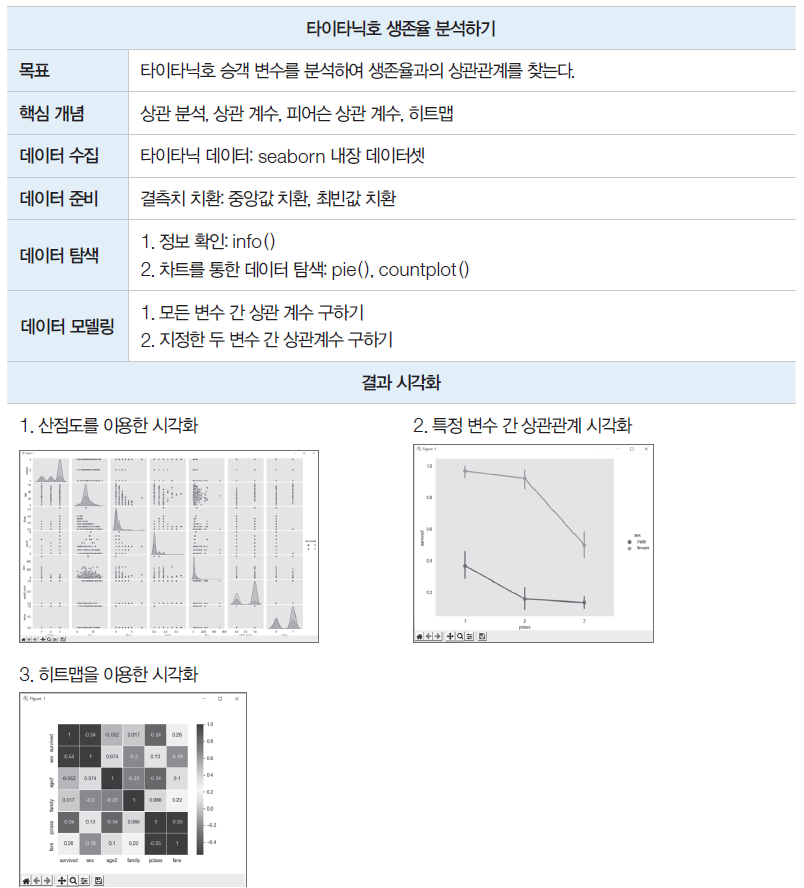 타이타닉호 생존율 분석하기
목표
타이타닉호 승객 변수를 분석하여 생존율과의 상관관계를 찾는다.
핵심 개념
상관 분석, 상관 계수, 피어슨 상관 계수, 히트맵
데이터 수집
타이타닉 데이터: seaborn 내장 데이터셋
데이터 준비
결측치 치환: 중앙값 치환, 최빈값 치환
데이터 탐색
1. 정보 확인: info()
2. 차트를 통한 데이터 탐색: pie(), countplot()
데이터 모델링
1. 모든 변수 간 상관 계수 구하기
2. 지정한 두 변수 간 상관계수 구하기
결과 시각화
1. 산점도를 이용한 시각화
2. 특정 변수 간 상관관계 시각화
Figure 1
1.0
0.8
0.6
0.4
0.2
survived
1 2 3
pclass
sex
male
female
3. 히트맵을 이용한 시각화
Figure 1
survived 1 -0.54 -0.052 0.017 -0.34 0.26
sex -0.54 1 0.074 -0.2 0.13 -0.18
age2 -0.052 0.074 1 -0.23 -0.34 0.1
family 0.017 -0.2 -0.23 1 0.066 0.22
pclass -0.34 0.13 -0.34 0.066 1 -0.55
fare 0.26 -0.18 0.1 0.22 -0.55 1
survived sex age2 family pclass fare
1.0
0.8
0.6
0.4
0.2
0.0
-0.2
-0.4